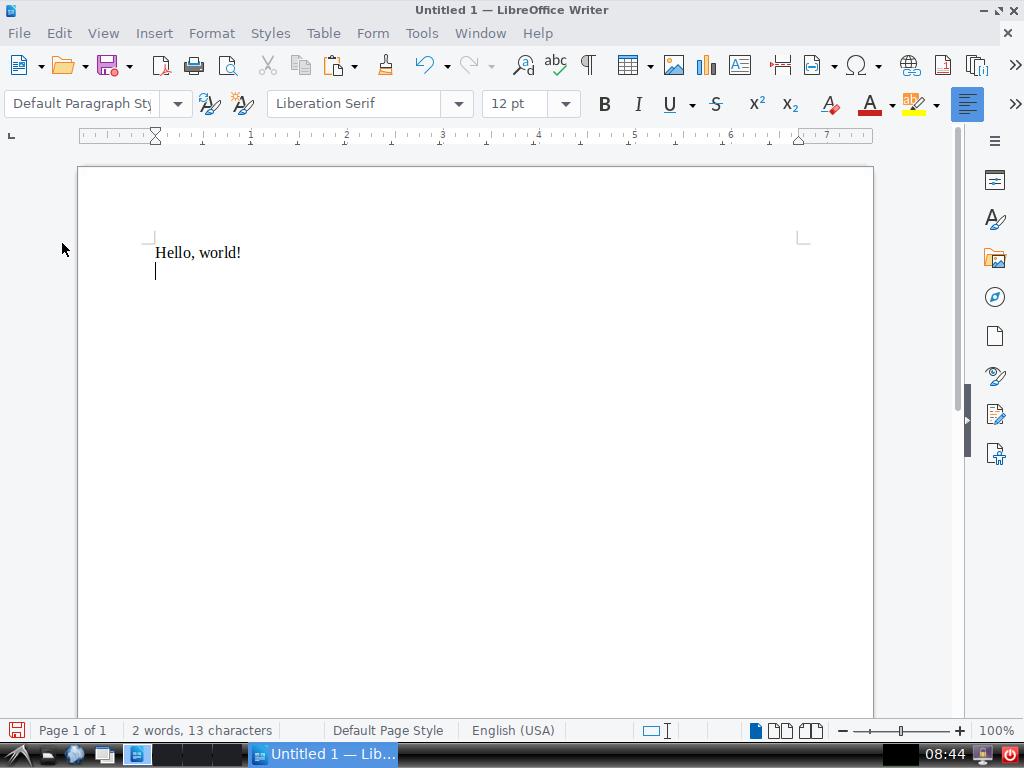 Untitled 1 — LibreOffice Writer
File Edit View Insert Format Styles Table Form Tools Window Help
Default Paragraph Sty Liberation Serif 12 pt
1 2 3 4 5 6 7
Hello, world!
Page 1 of 1 2 words, 13 characters Default Page Style English (USA) 100%
Untitled 1 — Lib... 08:44